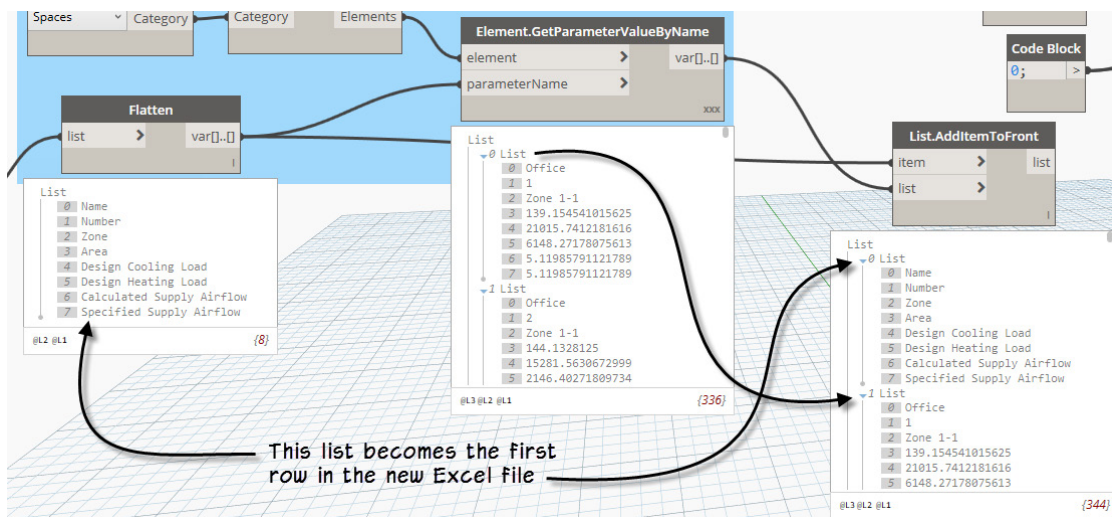 Spaces
Category
Category
Elements
Element.GetParameterValueByName
element
>
var[]..[]
parameterName
>
xxx
Code Block
0;
>
Flatten
list
>
var[]..[]
l
List.AddItemToFront
item
>
list
list
>
l
List
0 Name
1 Number
2 Zone
3 Area
4 Design Cooling Load
5 Design Heating Load
6 Calculated Supply Airflow
7 Specified Supply Airflow
@L2 @L1
{8}
List
0 List
0 Office
1 1
2 Zone 1-1
3 139.154541015625
4 21015.7412181616
5 6148.27178075613
6 5.11985791121789
7 5.11985791121789
1 List
0 Office
1 2
2 Zone 1-1
3 144.1328125
4 15281.5630672999
5 2146.40271809734
@L3 @L2 @L1
{336}
List
0 List
0 Name
1 Number
2 Zone
3 Area
4 Design Cooling Load
5 Design Heating Load
6 Calculated Supply Airflow
7 Specified Supply Airflow
1 List
0 Office
1 1
2 Zone 1-1
3 139.154541015625
4 21015.7412181616
5 6148.27178075613
@L3 @L2 @L1
{344}
This list becomes the first
row in the new Excel file